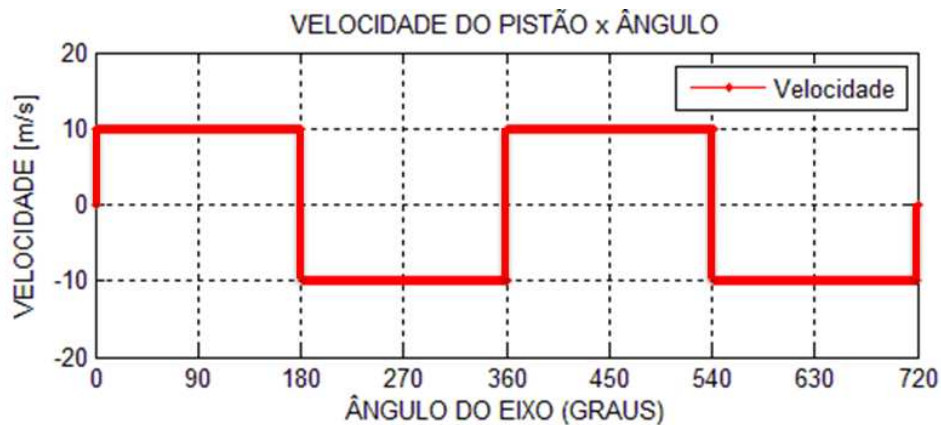 VELOCIDADE DO PISTÃO x ÂNGULO
VELOCIDADE [m/s]
20
10
0
-10
-20
Velocidade
0 90 180 270 360 450 540 630 720
ÂNGULO DO EIXO (GRAUS)